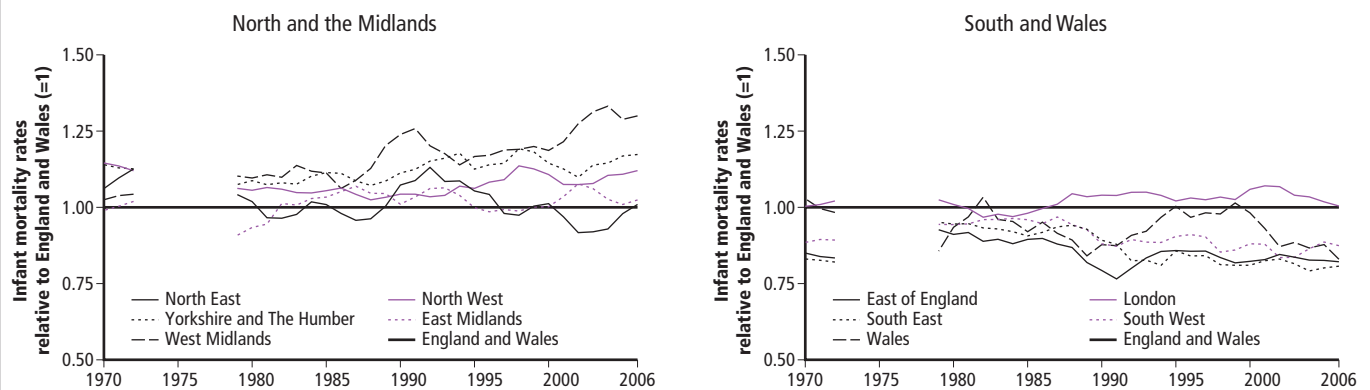 North and the Midlands
Infant mortality rates
relative to England and Wales (=1)
1.50
1.25
1.00
0.75
0.50
North East
North West
Yorkshire and The Humber
East Midlands
West Midlands
England and Wales
1970 1975 1980 1985 1990 1995 2000 2006
South and Wales
Infant mortality rates
relative to England and Wales (=1)
1.50
1.25
1.00
0.75
0.50
East of England
London
South East
South West
Wales
England and Wales
1970 1975 1980 1985 1990 1995 2000 2006